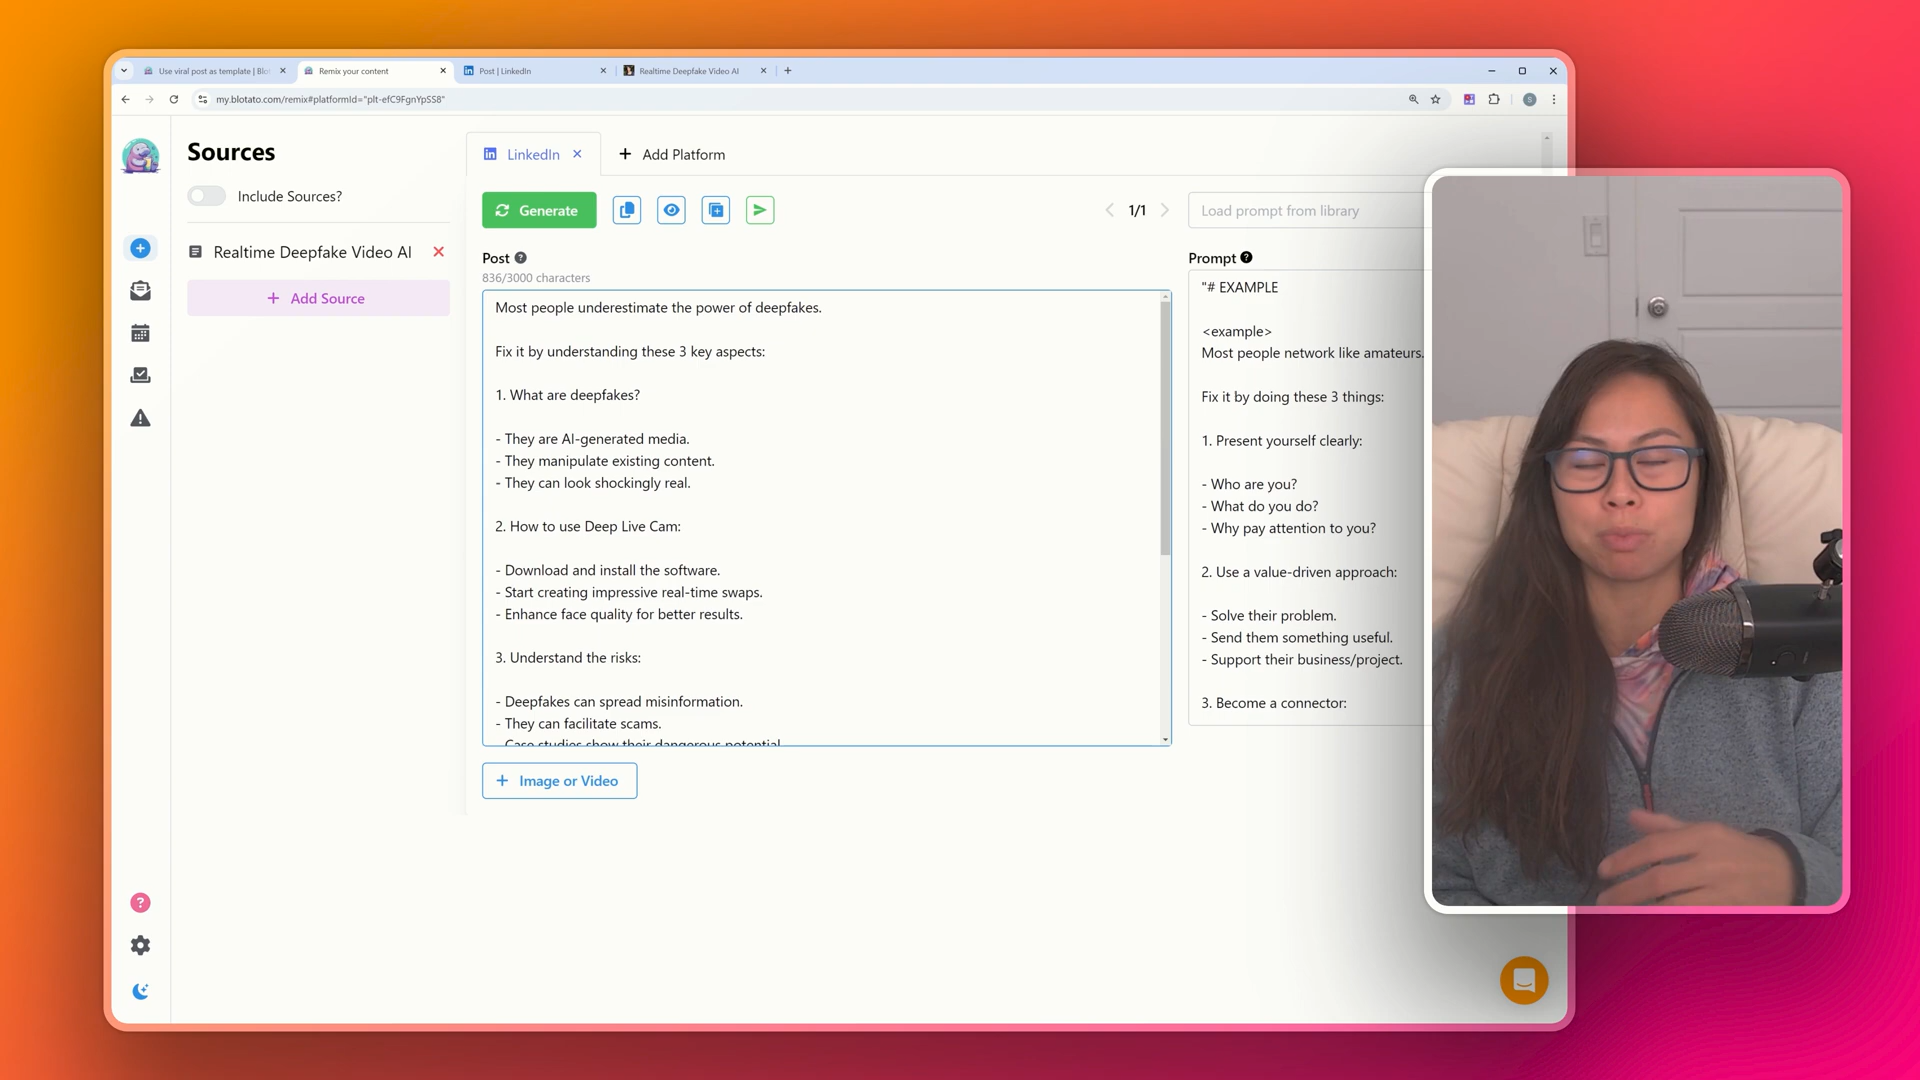 Use viral post as template | Blo
Remix your content
Post | LinkedIn
Realtime Deepfake Video AI
my.blotato.com/remix#platformId="plt-efC9FgnYpSS8"
S
Sources
Include Sources?
Realtime Deepfake Video AI
+ Add Source
LinkedIn
+ Add Platform
Generate
1/1
Load prompt from library
Post ?
836/3000 characters
Most people underestimate the power of deepfakes.
Fix it by understanding these 3 key aspects:
1. What are deepfakes?
- They are AI-generated media.
- They manipulate existing content.
- They can look shockingly real.
2. How to use Deep Live Cam:
- Download and install the software.
- Start creating impressive real-time swaps.
- Enhance face quality for better results.
3. Understand the risks:
- Deepfakes can spread misinformation.
- They can facilitate scams.
- Case studies show their dangerous potential.
+ Image or Video
Prompt ?
"# EXAMPLE
<example>
Most people network like amateurs.
Fix it by doing these 3 things:
1. Present yourself clearly:
- Who are you?
- What do you do?
- Why pay attention to you?
2. Use a value-driven approach:
- Solve their problem.
- Send them something useful.
- Support their business/project.
3. Become a connector:
?